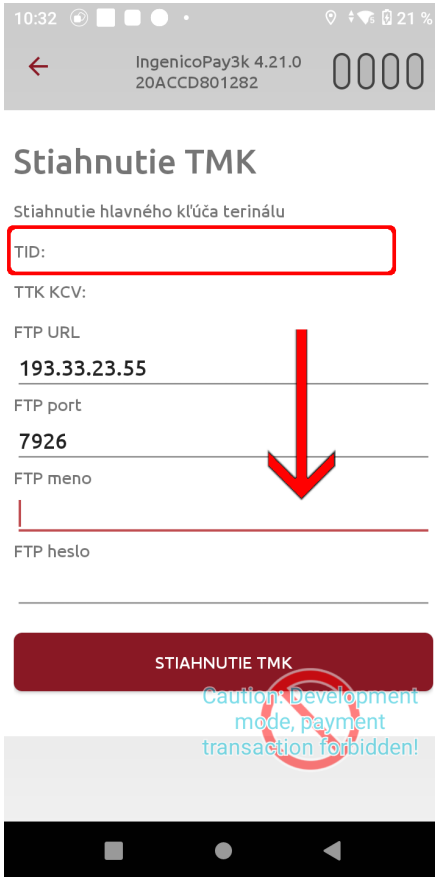 10:32
21 %
IngenicoPay3k 4.21.0
20ACCD801282
Stiahnutie TMK
Stiahnutie hlavného kľúča terinálu
TID:
TTK KCV:
FTP URL
193.33.23.55
FTP port
7926
FTP meno
FTP heslo
STIAHNUTIE TMK
Caution: Development
mode, payment
transaction forbidden!